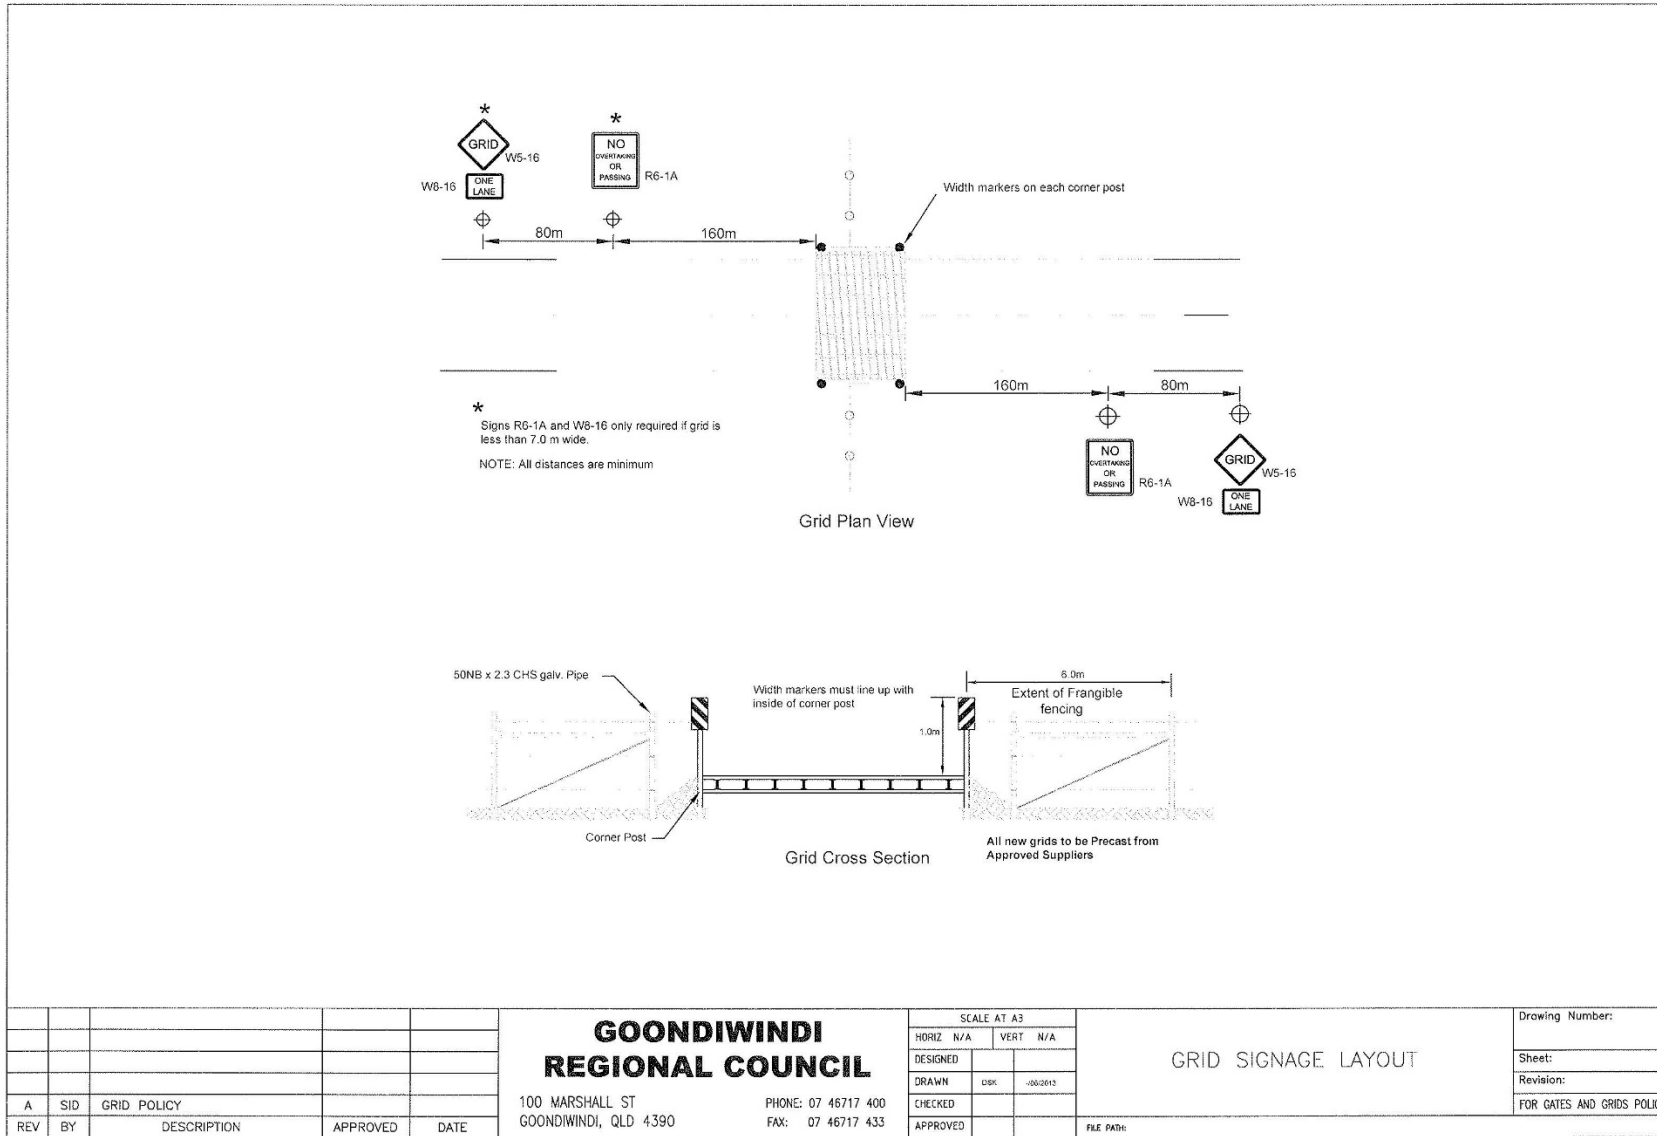 *
GRID
W5-16
W8-16
ONE
LANE
*
NO
OVERTAKING
OR
PASSING
R6-1A
Width markers on each corner post
80m
160m
160m
80m
*
Signs R6-1A and W8-16 only required if grid is
less than 7.0 m wide.
NOTE: All distances are minimum
NO
OVERTAKING
OR
PASSING
R6-1A
GRID
W5-16
W8-16
ONE
LANE
Grid Plan View
50NB x 2.3 CHS galv. Pipe
Width markers must line up with
inside of corner post
6.0m
Extent of Frangible
fencing
1.0m
Corner Post
Grid Cross Section
All new grids to be Precast from
Approved Suppliers
A SID GRID POLICY
REV BY DESCRIPTION APPROVED DATE
GOONDIWINDI
REGIONAL COUNCIL
100 MARSHALL ST
GOONDIWINDI, QLD 4390
PHONE: 07 46717 400
FAX: 07 46717 433
SCALE AT A3
HORIZ N/A VERT N/A
DESIGNED
DRAWN DSK -/06/2013
CHECKED
APPROVED
GRID SIGNAGE LAYOUT
FILE PATH:
Drawing Number:
Sheet:
Revision:
FOR GATES AND GRIDS POLIC